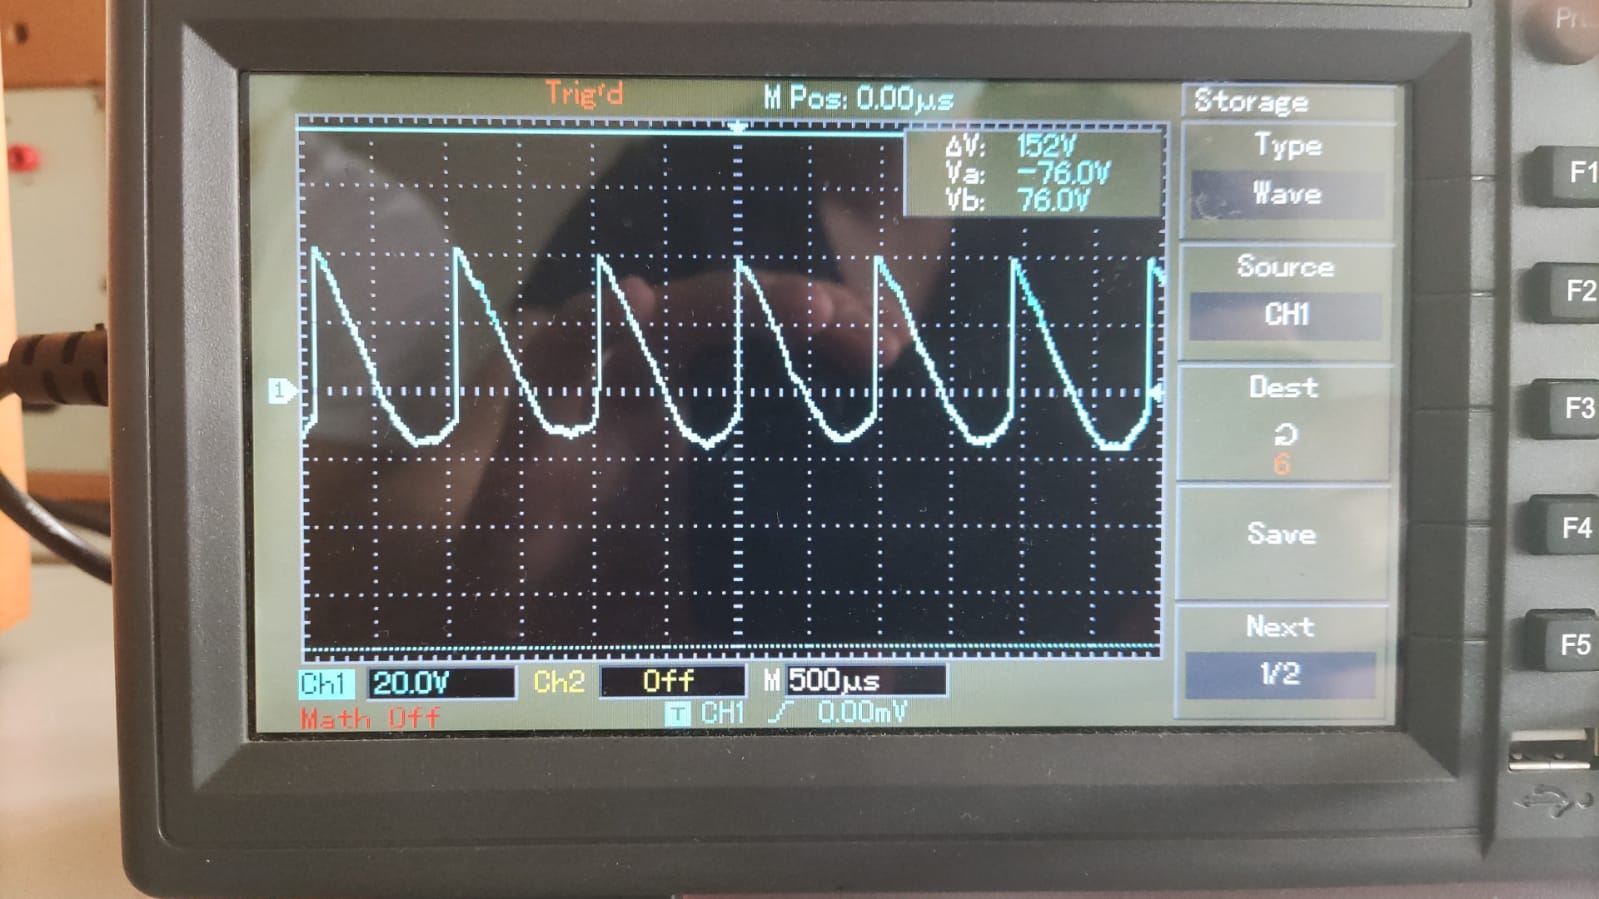 Trig'd M Pos: 0.00µs
ΔV: 152V
Va: -76.0V
Vb: 76.0V
1
Ch1 20.0V Ch2 Off M 500µs
Math Off T CH1 0.00mV
Storage
Type
Wave
Source
CH1
Dest
6
Save
Next
1/2
F1
F2
F3
F4
F5